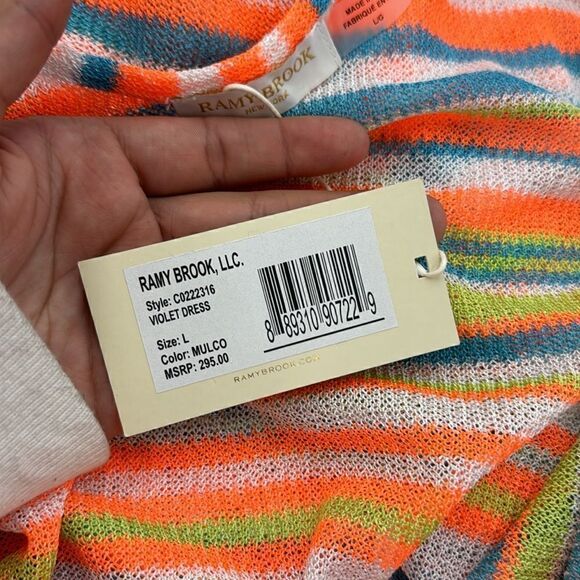 MADE
FABRIQUE EN
L/G
RAMY BROOK
NEW YORK
RAMY BROOK, LLC.
Style: C0222316
VIOLET DRESS
Size: L
Color: MULCO
MSRP: 295.00
8 89310 90722 9
RAMYBROOK.COM